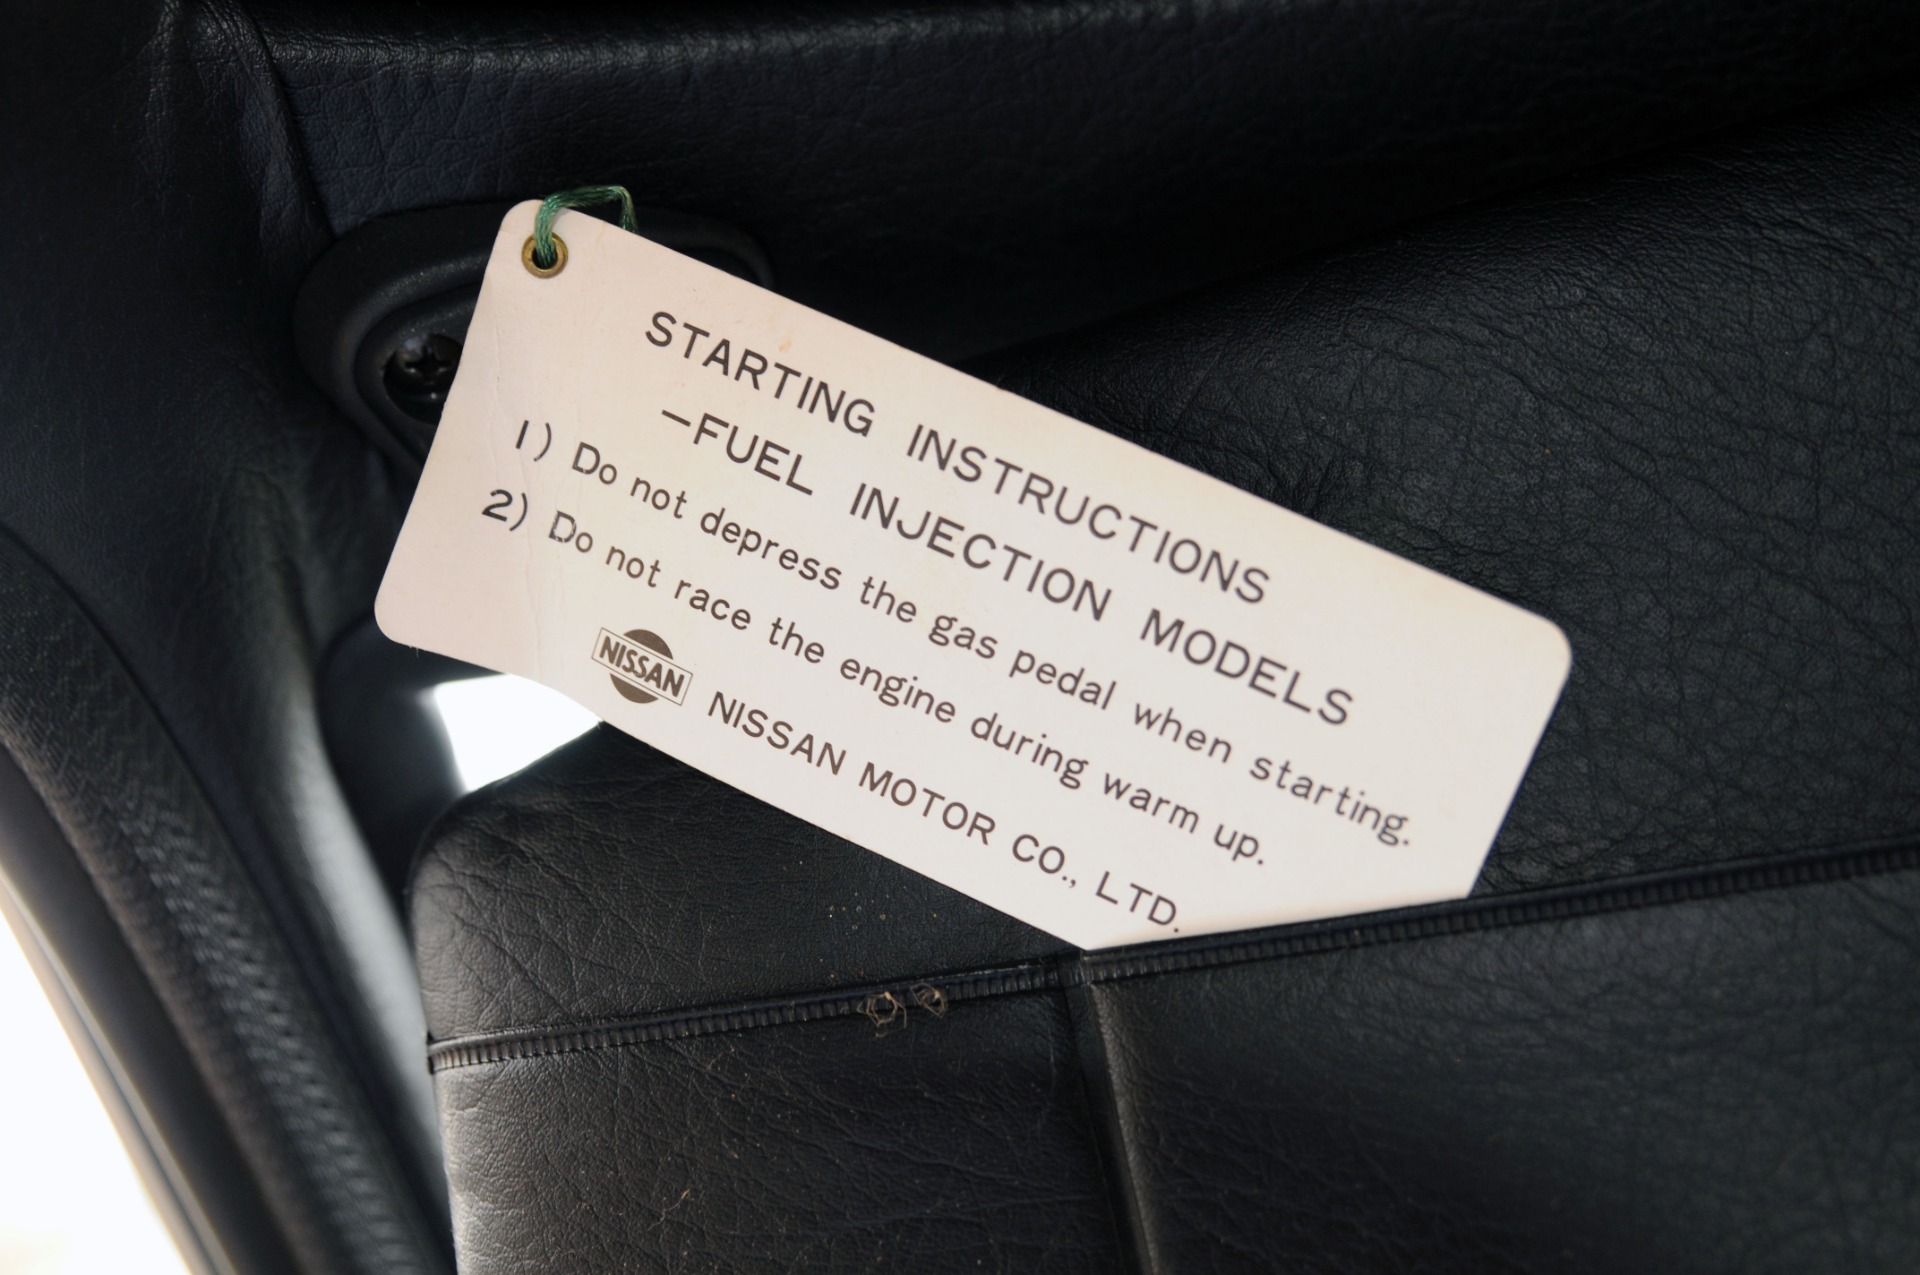 STARTING INSTRUCTIONS
—FUEL INJECTION MODELS
1) Do not depress the gas pedal when starting.
2) Do not race the engine during warm up.
NISSAN NISSAN MOTOR CO., LTD.